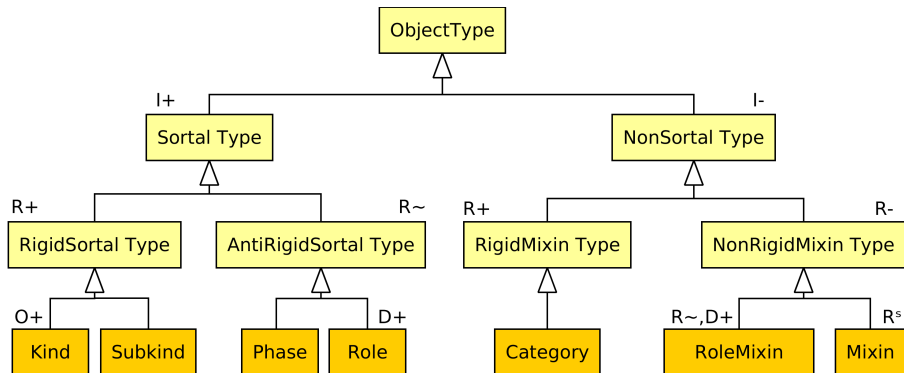 ObjectType
I+
I-
Sortal Type
NonSortal Type
R+
R~
R+
R-
RigidSortal Type
AntiRigidSortal Type
RigidMixin Type
NonRigidMixin Type
O+
D+
R~,D+
Rˢ
Kind
Subkind
Phase
Role
Category
RoleMixin
Mixin